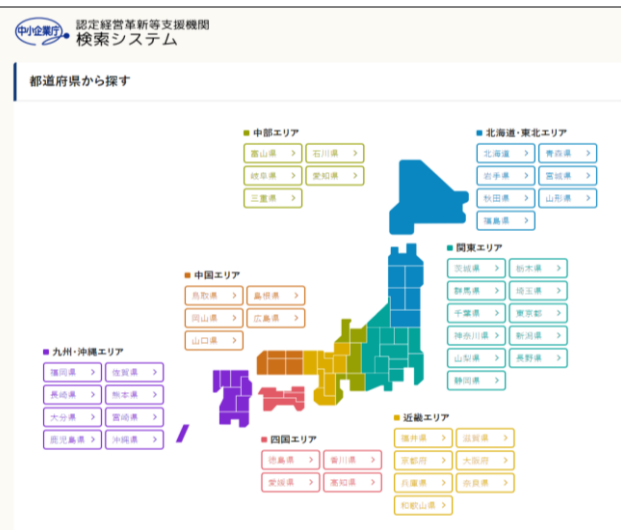 中小企業庁
認定経営革新等支援機関
検索システム
都道府県から探す
中部エリア
富山県 石川県
岐阜県 愛知県
三重県
北海道・東北エリア
北海道 青森県
岩手県 宮城県
秋田県 山形県
福島県
関東エリア
茨城県 栃木県
群馬県 埼玉県
千葉県 東京都
神奈川県 新潟県
山梨県 長野県
静岡県
中国エリア
鳥取県 島根県
岡山県 広島県
山口県
九州・沖縄エリア
福岡県 佐賀県
長崎県 熊本県
大分県 宮崎県
鹿児島県 沖縄県
四国エリア
徳島県 香川県
愛媛県 高知県
近畿エリア
福井県 滋賀県
京都府 大阪府
兵庫県 奈良県
和歌山県